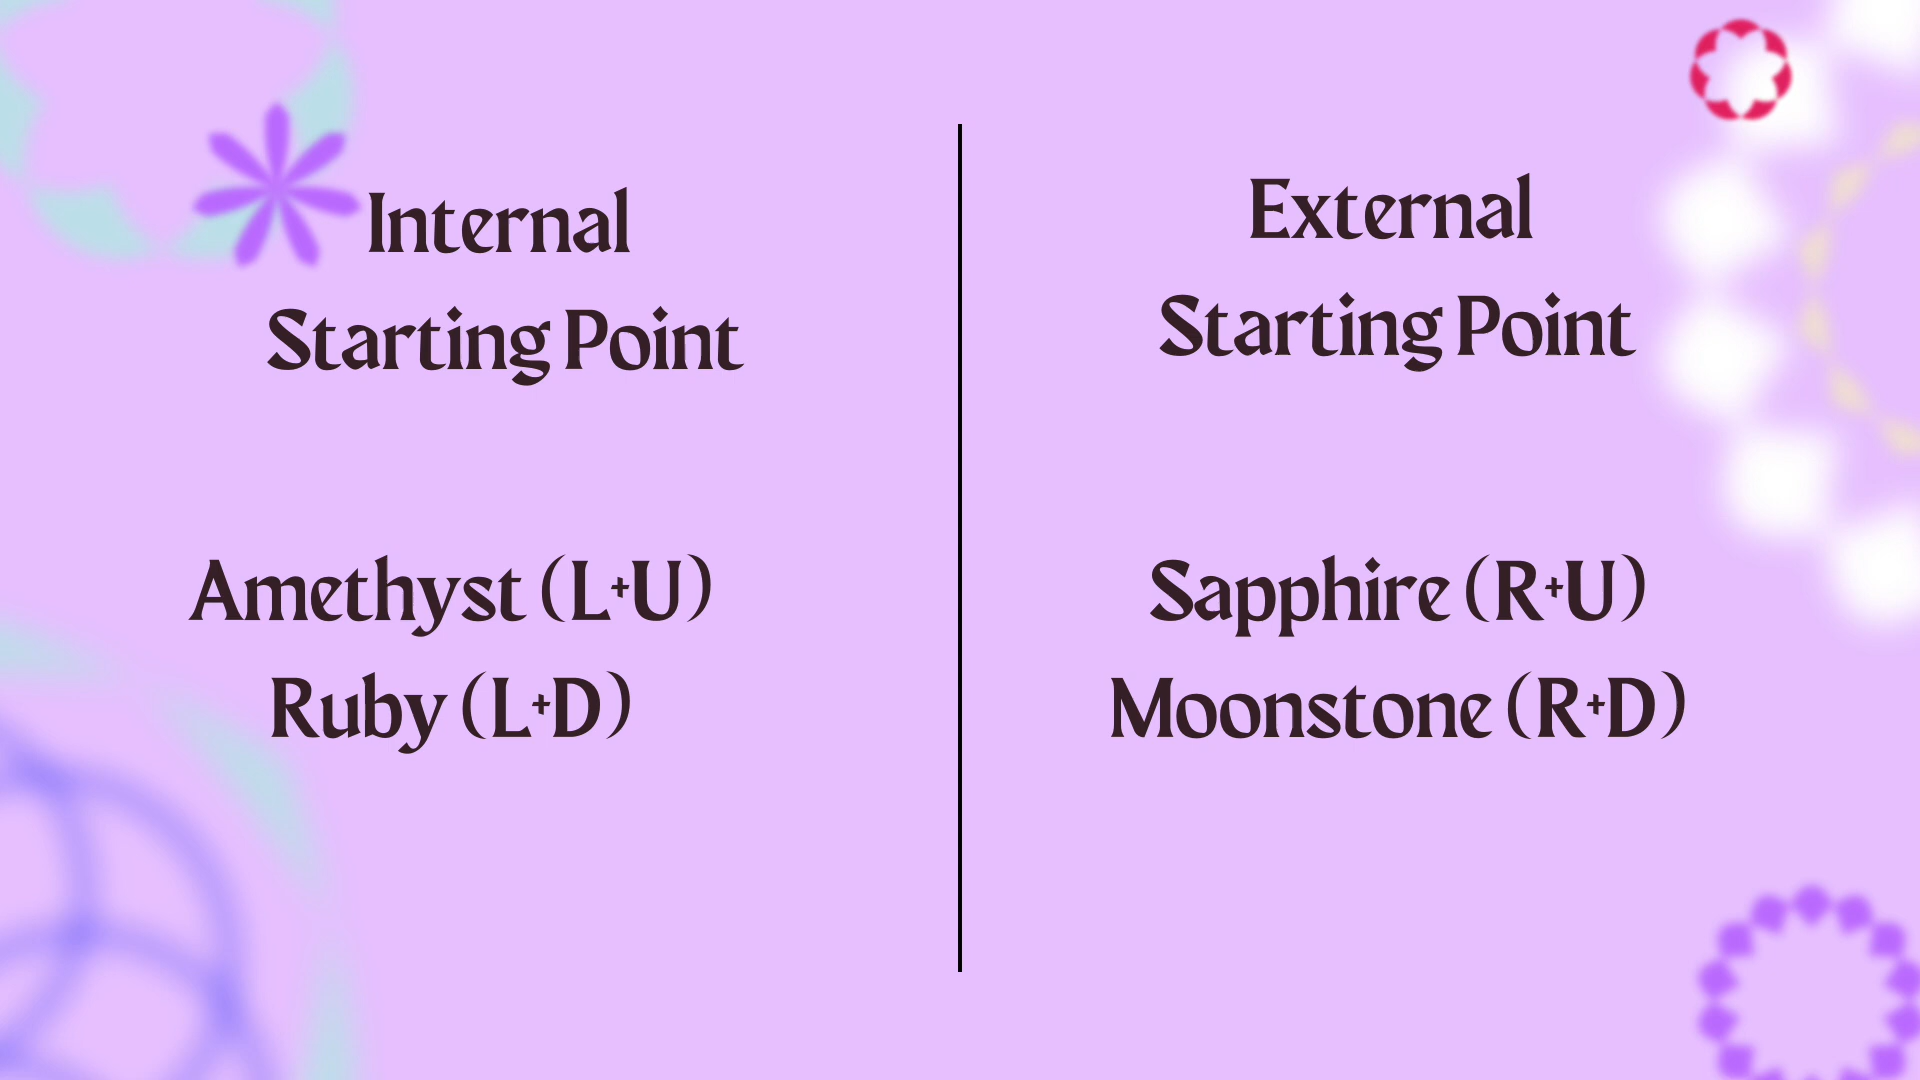 Internal
Starting Point
Amethyst (L+U)
Ruby (L+D)
External
Starting Point
Sapphire (R+U)
Moonstone (R+D)